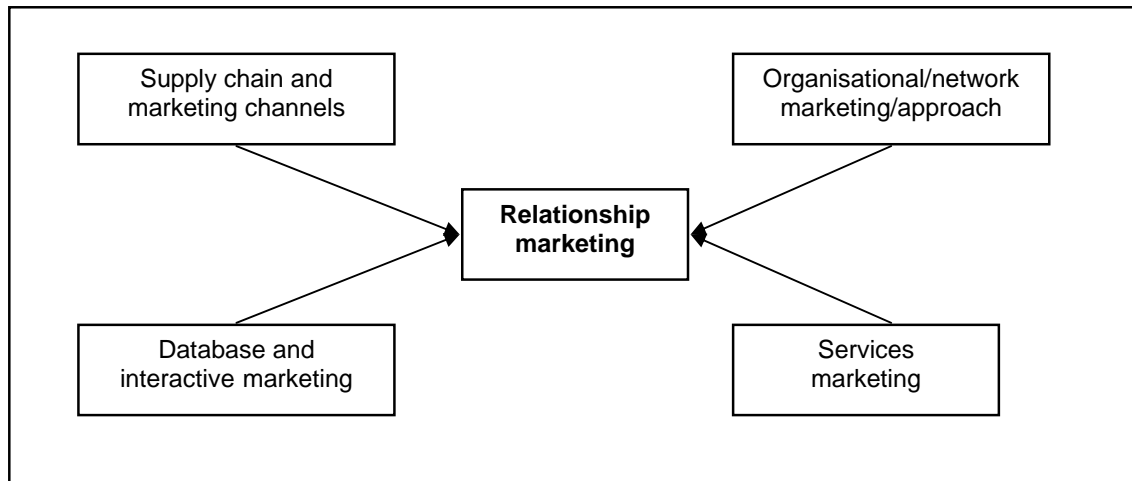 Supply chain and
marketing channels
Organisational/network
marketing/approach
Relationship
marketing
Database and
interactive marketing
Services
marketing